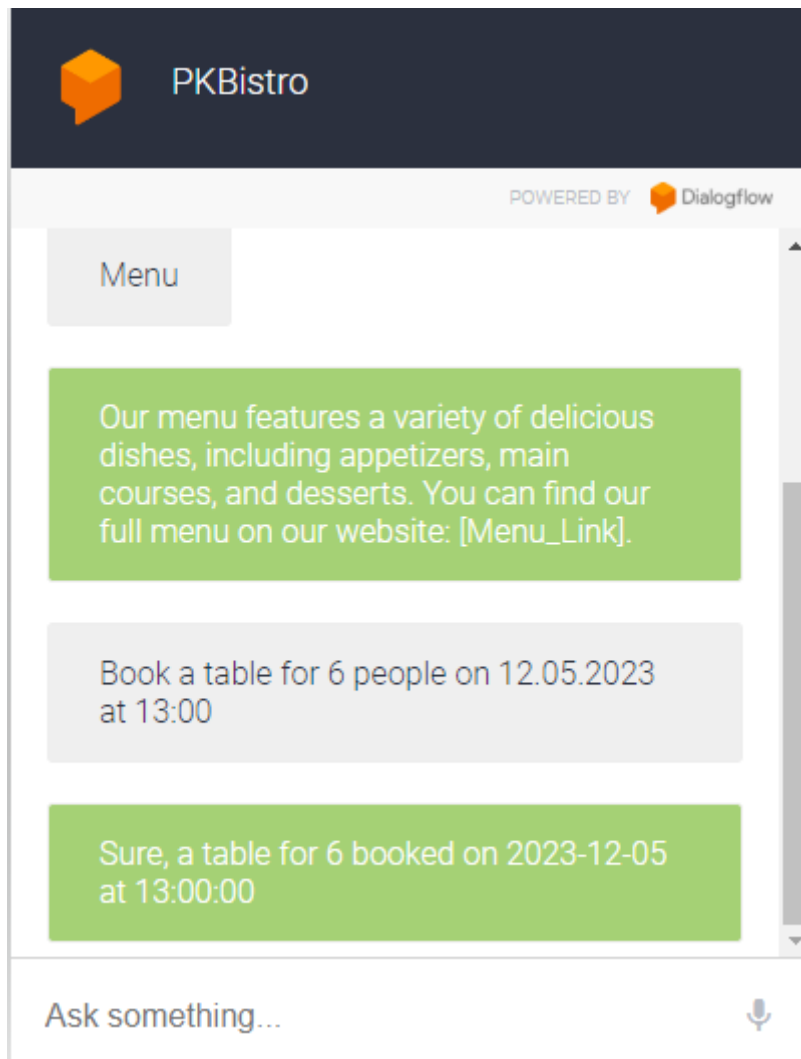 PKBistro
POWERED BY Dialogflow
Menu
Our menu features a variety of delicious
dishes, including appetizers, main
courses, and desserts. You can find our
full menu on our website: [Menu_Link].
Book a table for 6 people on 12.05.2023
at 13:00
Sure, a table for 6 booked on 2023-12-05
at 13:00:00
Ask something...